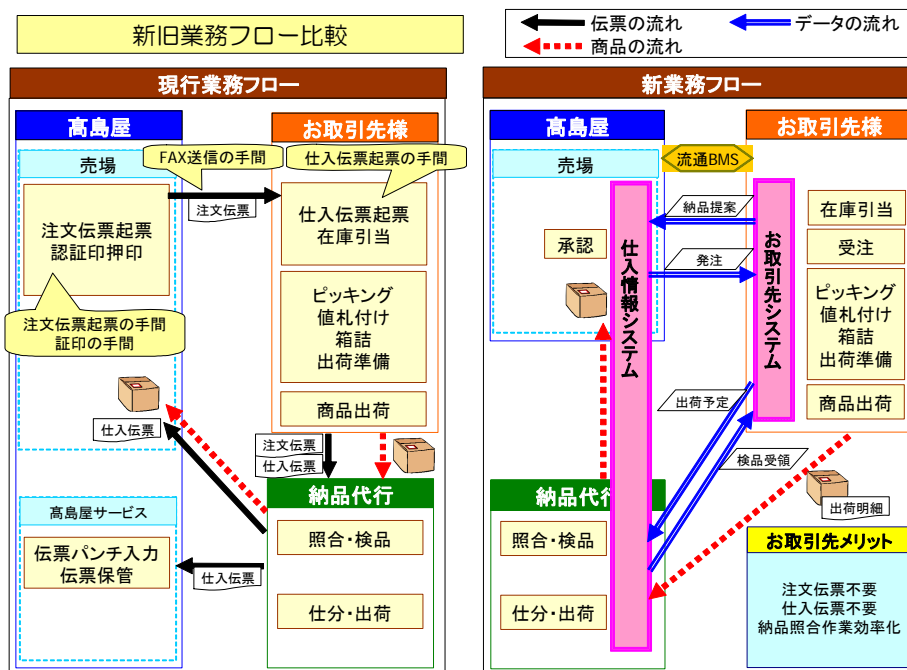 新旧業務フロー比較
伝票の流れ
データの流れ
商品の流れ
現行業務フロー
髙島屋
お取引先様
売場
FAX送信の手間
仕入伝票起票の手間
注文伝票
注文伝票起票
認証印押印
仕入伝票起票
在庫引当
注文伝票起票の手間
証印の手間
ピッキング
値札付け
箱詰
出荷準備
商品出荷
仕入伝票
注文伝票
仕入伝票
納品代行
髙島屋サービス
伝票パンチ入力
伝票保管
仕入伝票
照合・検品
仕分・出荷
新業務フロー
髙島屋
お取引先様
売場
流通BMS
納品提案
承認
発注
仕入情報システム
お取引先システム
在庫引当
受注
ピッキング
値札付け
箱詰
出荷準備
商品出荷
出荷予定
検品受領
出荷明細
納品代行
照合・検品
仕分・出荷
お取引先メリット
注文伝票不要
仕入伝票不要
納品照合作業効率化